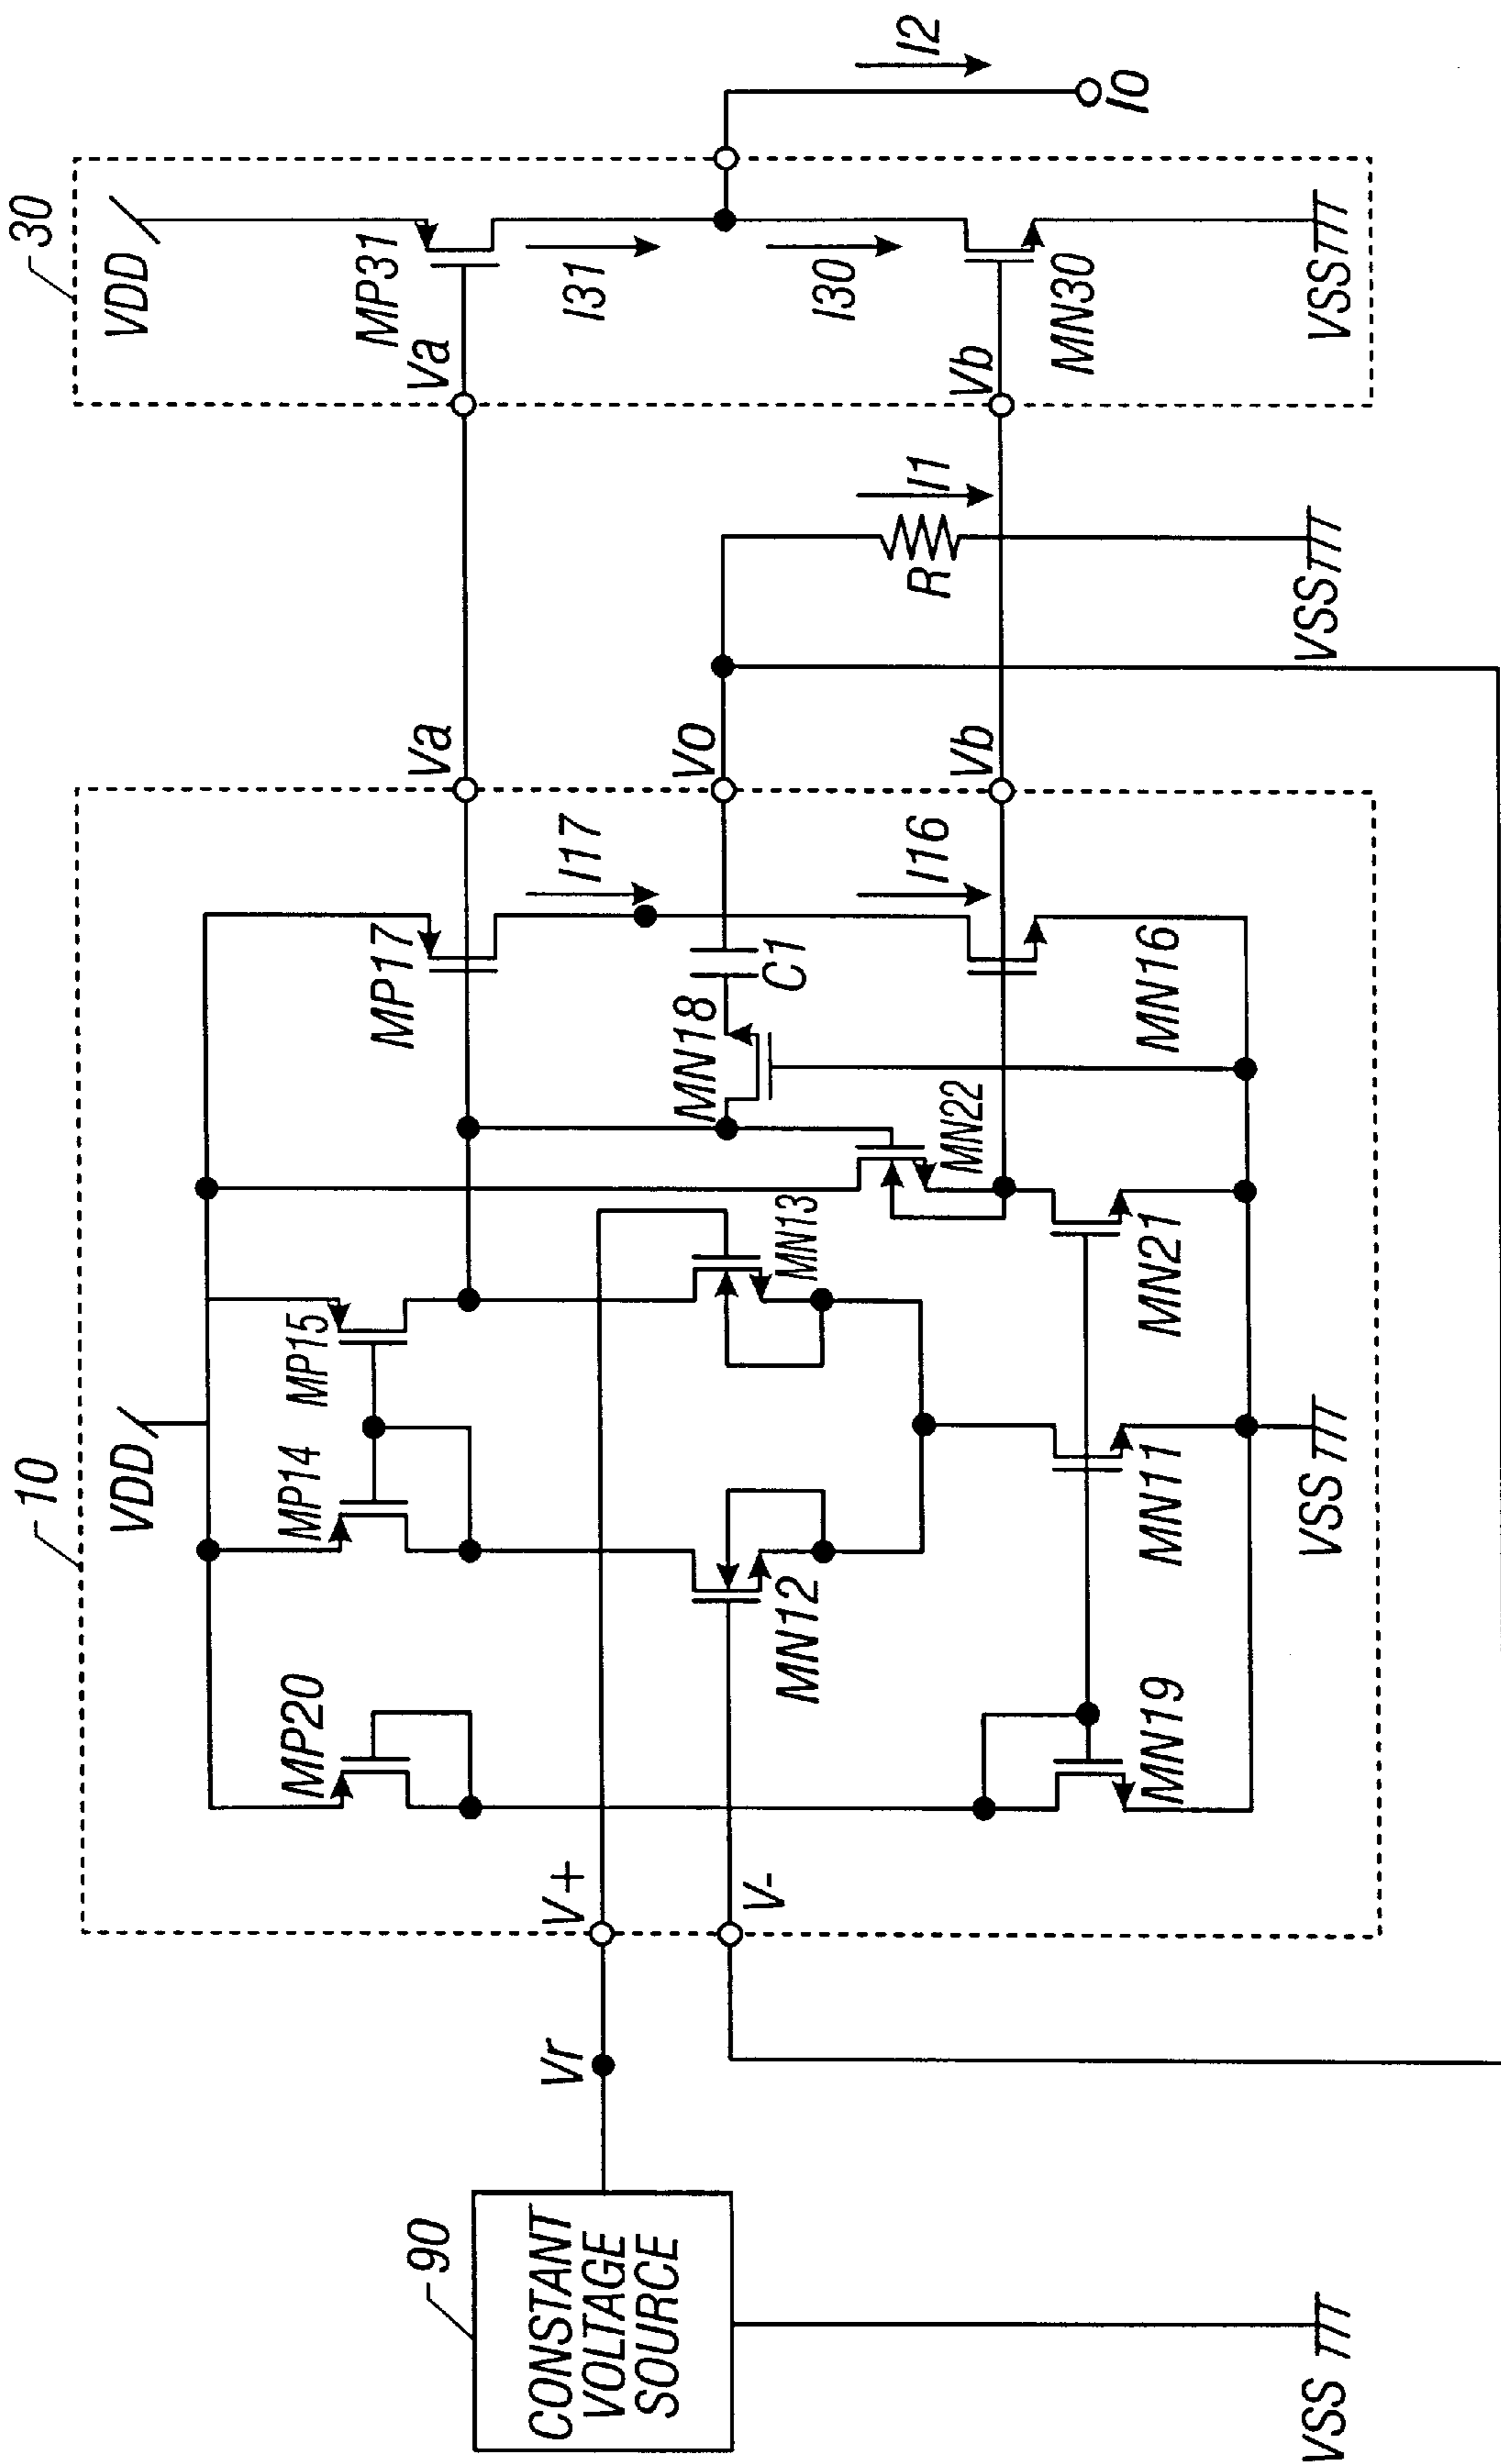 10
30
VDD
VDD
MP20
MP14
MP15
MP17
Va
Va
MP31
I17
I31
90
CONSTANT
VOLTAGE
SOURCE
Vr
V+
V-
MN12
MN13
MN18
C1
Vo
MN22
I16
R
I1
I30
I2
Io
Vb
Vb
MN19
MN11
MN21
MN16
MN30
VSS
VSS
VSS
VSS